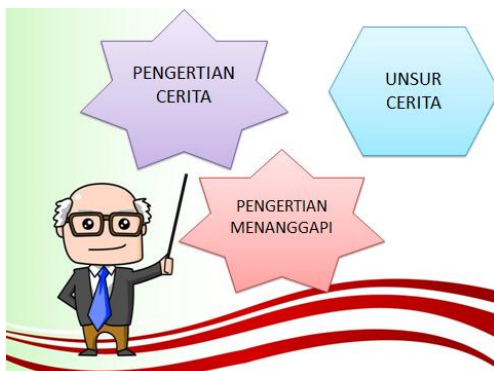 PENGERTIAN
CERITA
UNSUR
CERITA
PENGERTIAN
MENANGGAPI